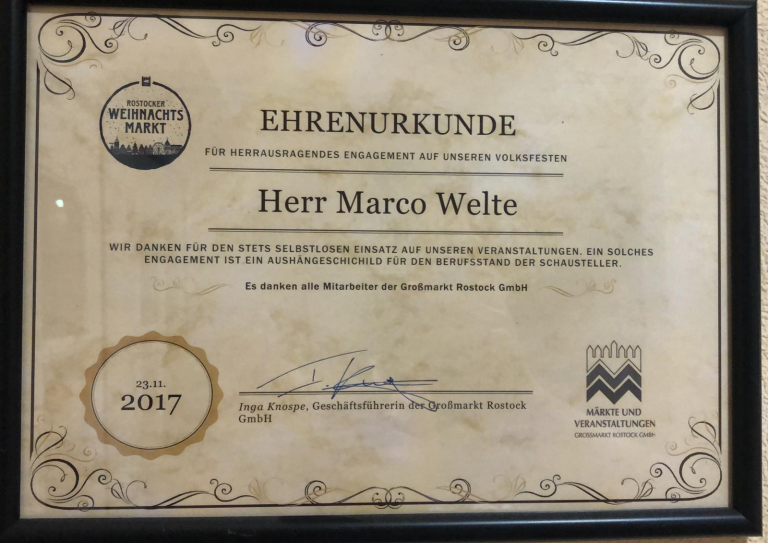 ROSTOCKER
WEIHNACHTS
MARKT
EHRENURKUNDE
FÜR HERRAUSRAGENDES ENGAGEMENT AUF UNSEREN VOLKSFESTEN
Herr Marco Welte
WIR DANKEN FÜR DEN STETS SELBSTLOSEN EINSATZ AUF UNSEREN VERANSTALTUNGEN. EIN SOLCHES
ENGAGEMENT IST EIN AUSHÄNGESCHICHILD FÜR DEN BERUFSSTAND DER SCHAUSTELLER.
Es danken alle Mitarbeiter der Großmarkt Rostock GmbH
23.11.
2017
Inga Knospe, Geschäftsführerin der Großmarkt Rostock
GmbH
MÄRKTE UND
VERANSTALTUNGEN
GROSSMARKT ROSTOCK GMBH